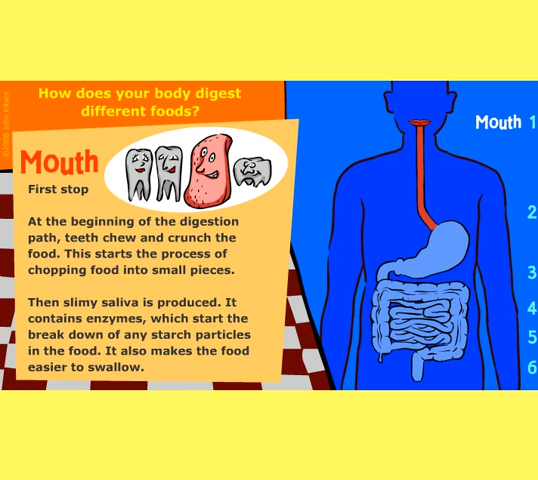 How does your body digest
different foods?
Mouth
First stop
At the beginning of the digestion
path, teeth chew and crunch the
food. This starts the process of
chopping food into small pieces.
Then slimy saliva is produced. It
contains enzymes, which start the
break down of any starch particles
in the food. It also makes the food
easier to swallow.
Mouth 1
2
3
4
5
6